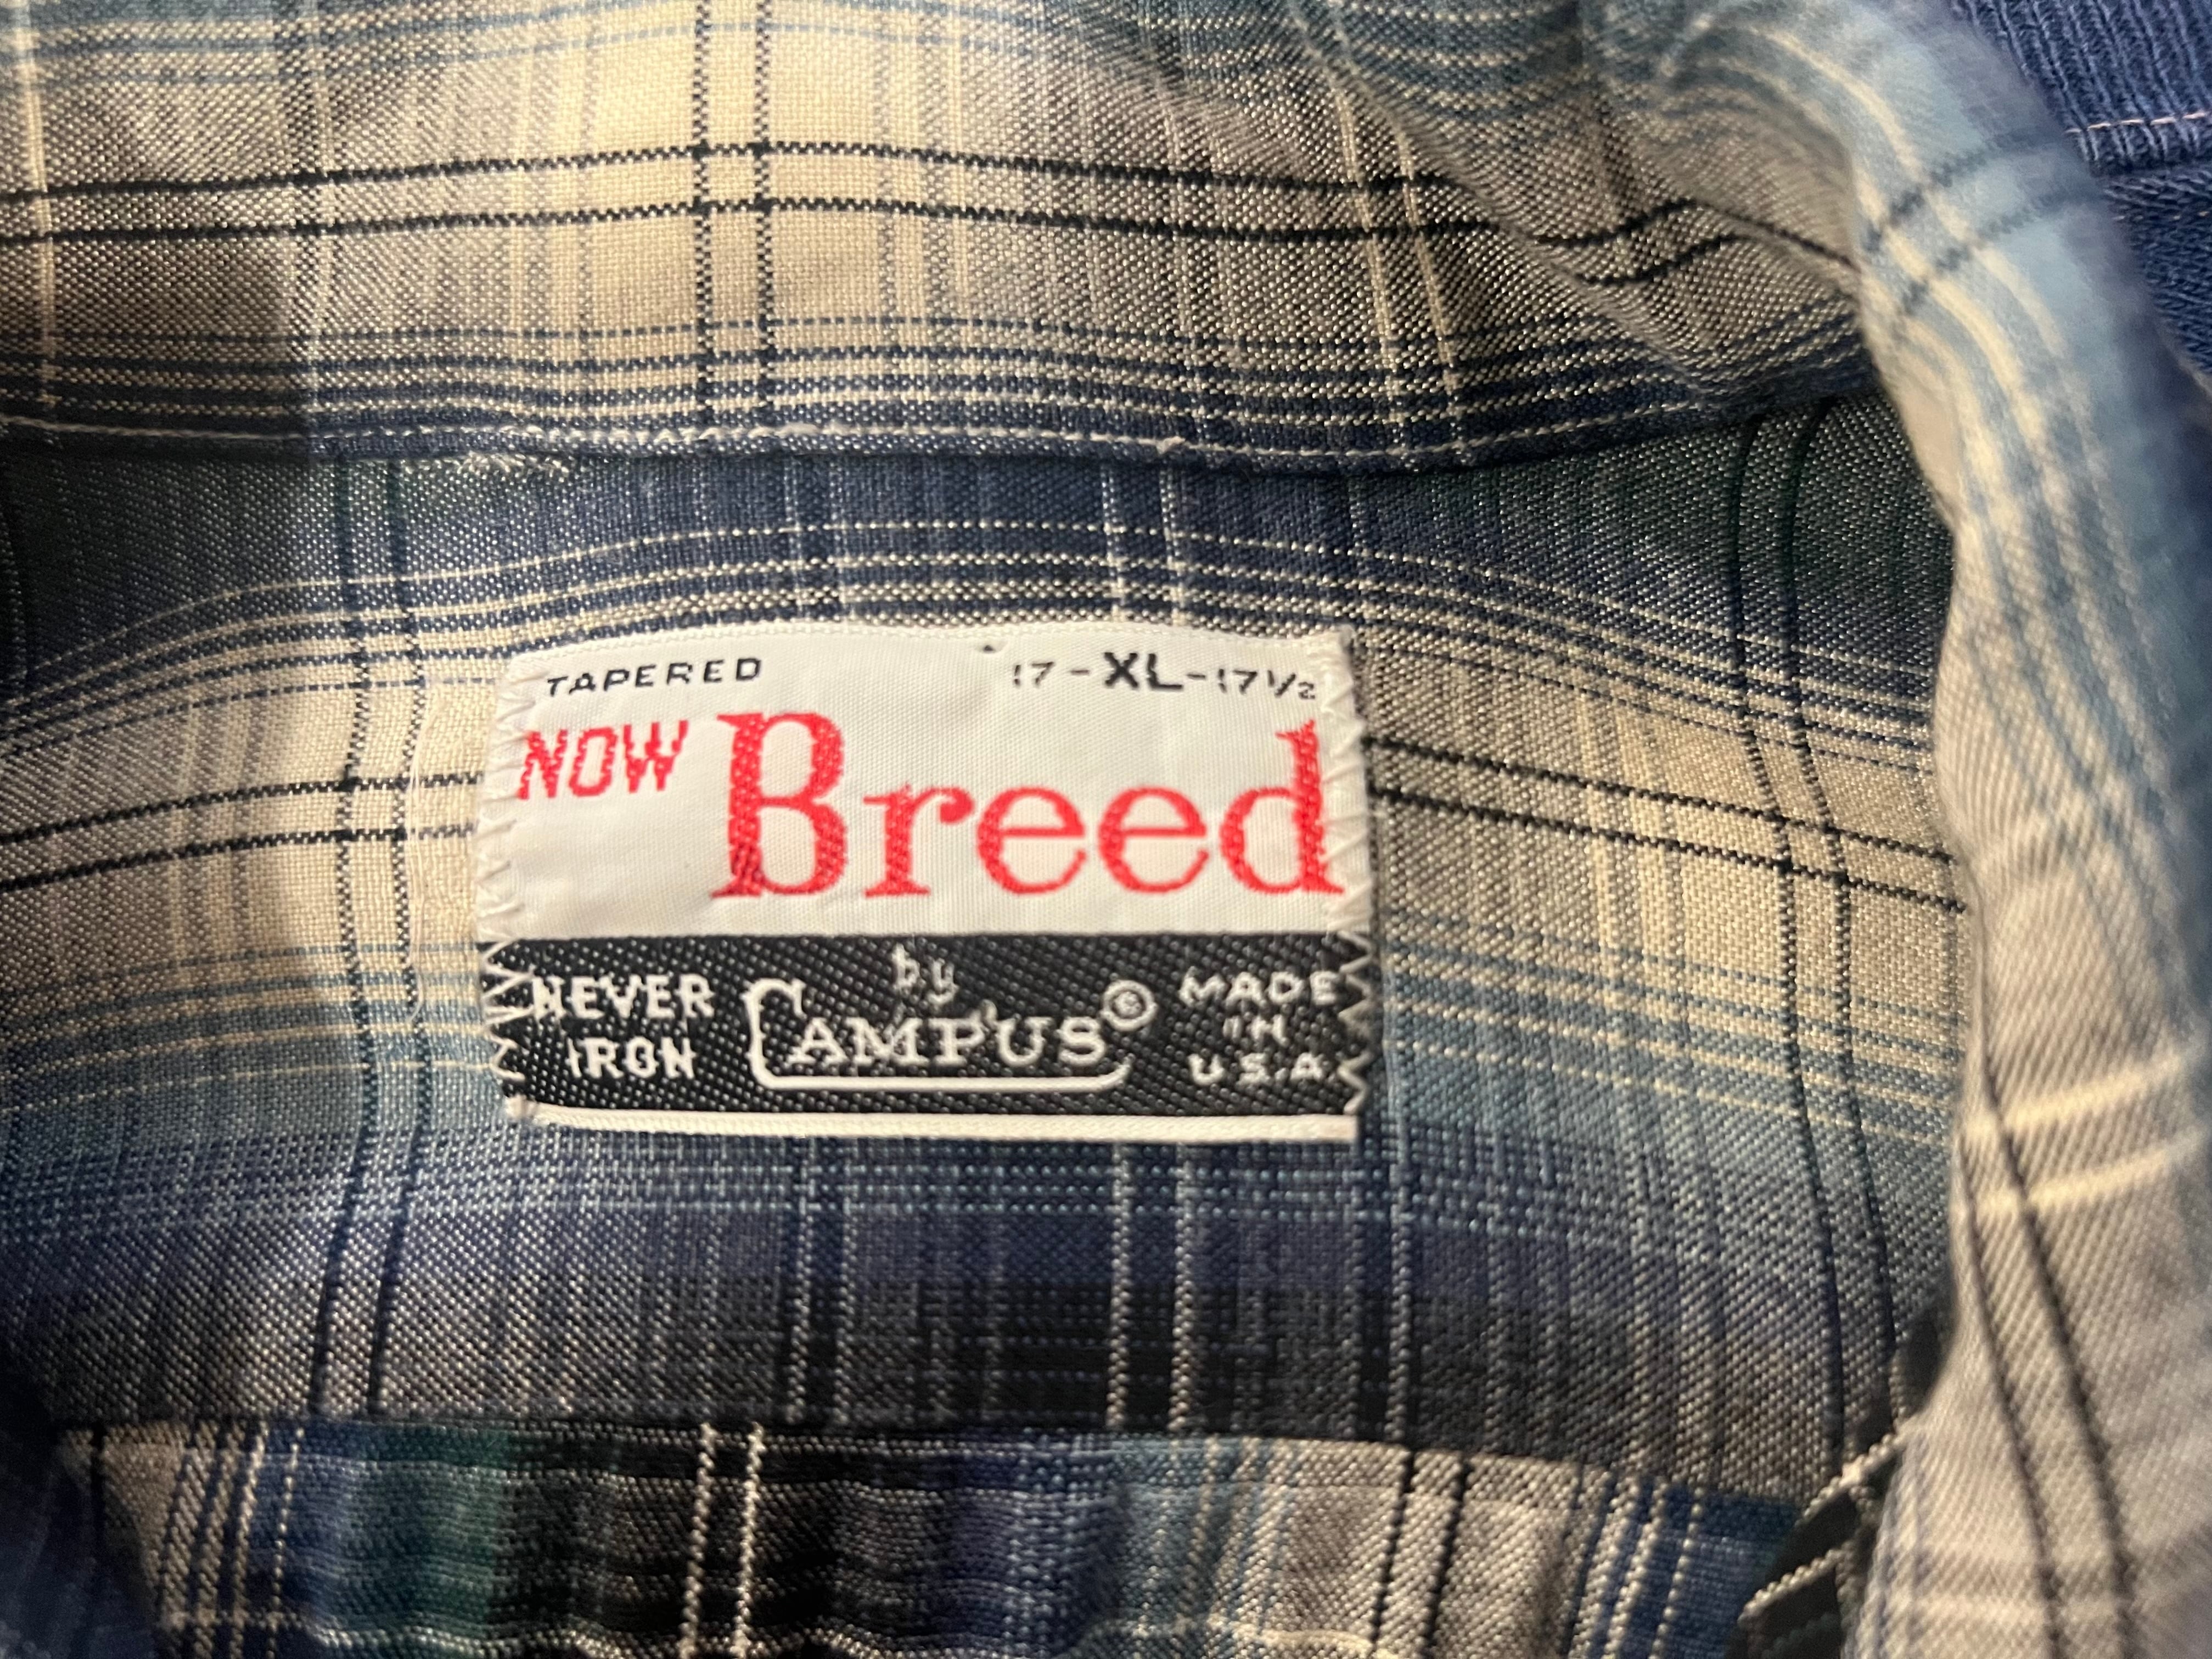 TAPERED 17-XL-17½
NOW Breed
by
NEVER IRON
CAMPUS©
MADE IN U.S.A.